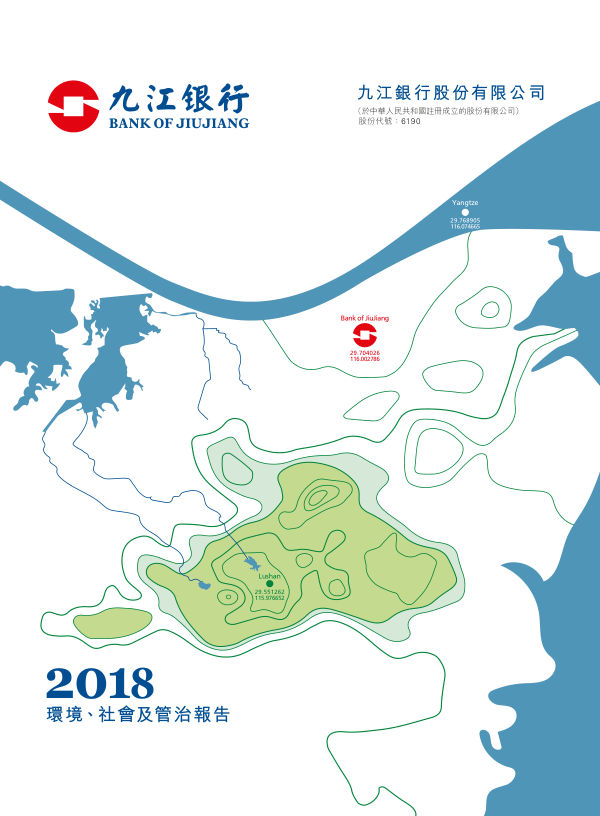 九江銀行
BANK OF JIUJIANG
九江銀行股份有限公司
(於中華人民共和國註冊成立的股份有限公司)
股份代號：6190
Yangtze
29.768905
116.074665
Bank of JiuJiang
29.704026
116.002786
Lushan
29.551262
115.976652
2018
環境、社會及管治報告